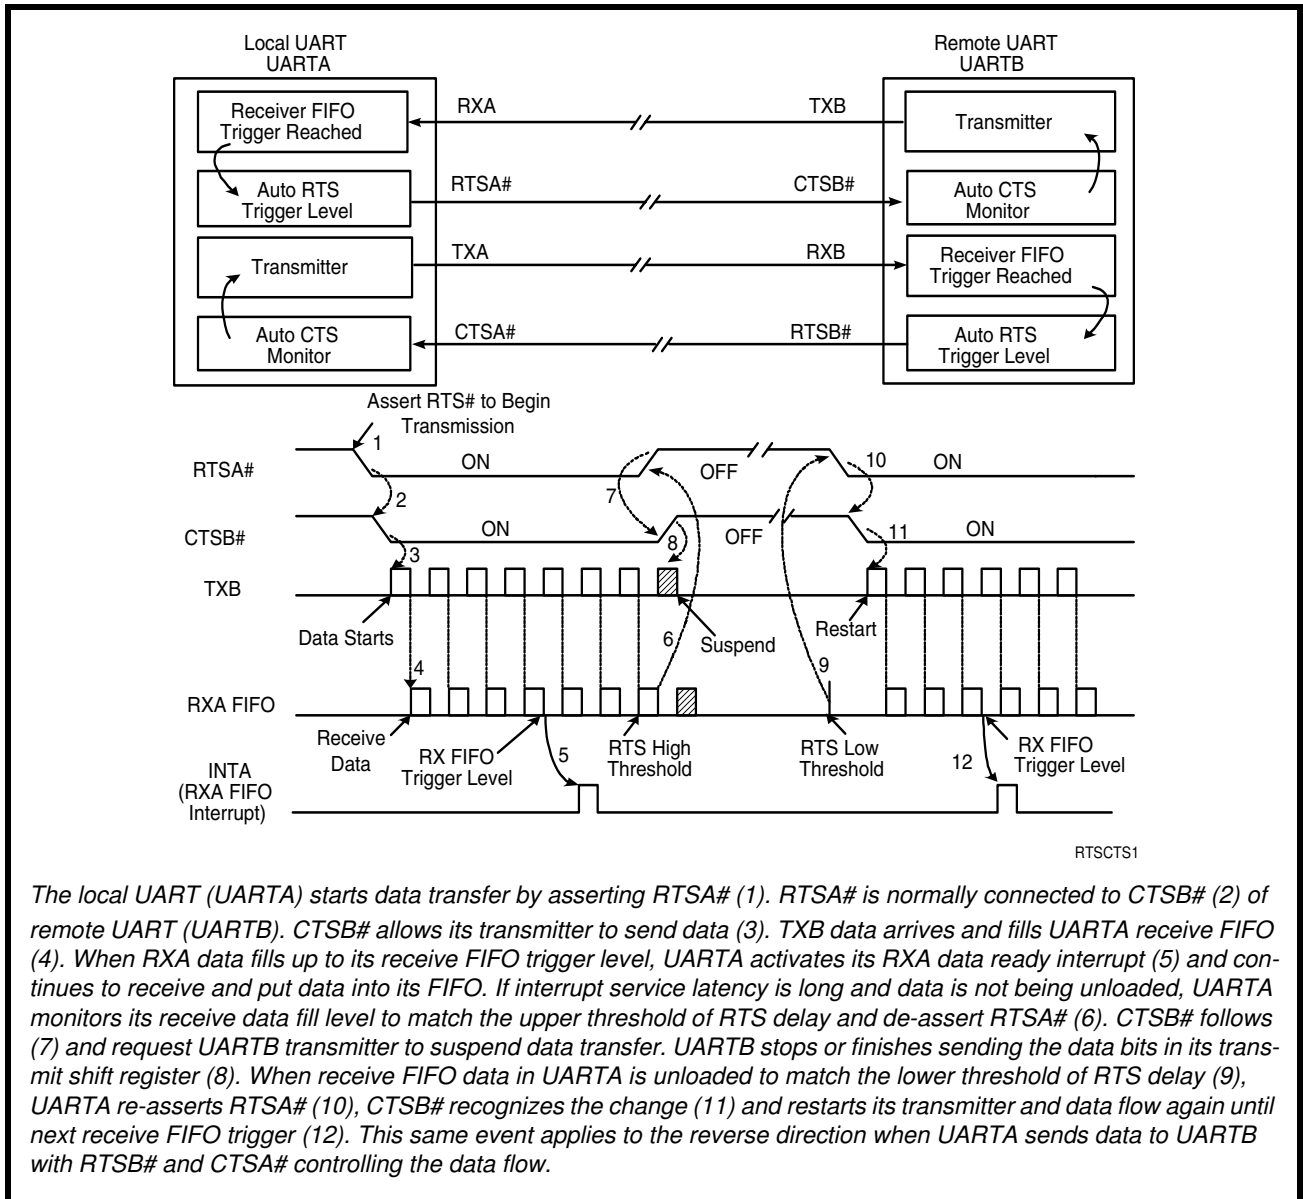 Local UART
UARTA
Remote UART
UARTB
Receiver FIFO
Trigger Reached
RXA
TXB
Transmitter
Auto RTS
Trigger Level
RTSA#
CTSB#
Auto CTS
Monitor
Transmitter
TXA
RXB
Receiver FIFO
Trigger Reached
Auto CTS
Monitor
CTSA#
RTSB#
Auto RTS
Trigger Level
Assert RTS# to Begin
Transmission
1
RTSA#
ON
OFF
10
ON
2
7
CTSB#
ON
8
OFF
11
ON
3
TXB
Data Starts
6
Suspend
Restart
4
9
RXA FIFO
Receive
Data
RX FIFO
Trigger Level
5
RTS High
Threshold
RTS Low
Threshold
12
RX FIFO
Trigger Level
INTA
(RXA FIFO
Interrupt)
RTSCTS1
The local UART (UARTA) starts data transfer by asserting RTSA# (1). RTSA# is normally connected to CTSB# (2) of
remote UART (UARTB). CTSB# allows its transmitter to send data (3). TXB data arrives and fills UARTA receive FIFO
(4). When RXA data fills up to its receive FIFO trigger level, UARTA activates its RXA data ready interrupt (5) and con-
tinues to receive and put data into its FIFO. If interrupt service latency is long and data is not being unloaded, UARTA
monitors its receive data fill level to match the upper threshold of RTS delay and de-assert RTSA# (6). CTSB# follows
(7) and request UARTB transmitter to suspend data transfer. UARTB stops or finishes sending the data bits in its trans-
mit shift register (8). When receive FIFO data in UARTA is unloaded to match the lower threshold of RTS delay (9),
UARTA re-asserts RTSA# (10), CTSB# recognizes the change (11) and restarts its transmitter and data flow again until
next receive FIFO trigger (12). This same event applies to the reverse direction when UARTA sends data to UARTB
with RTSB# and CTSA# controlling the data flow.